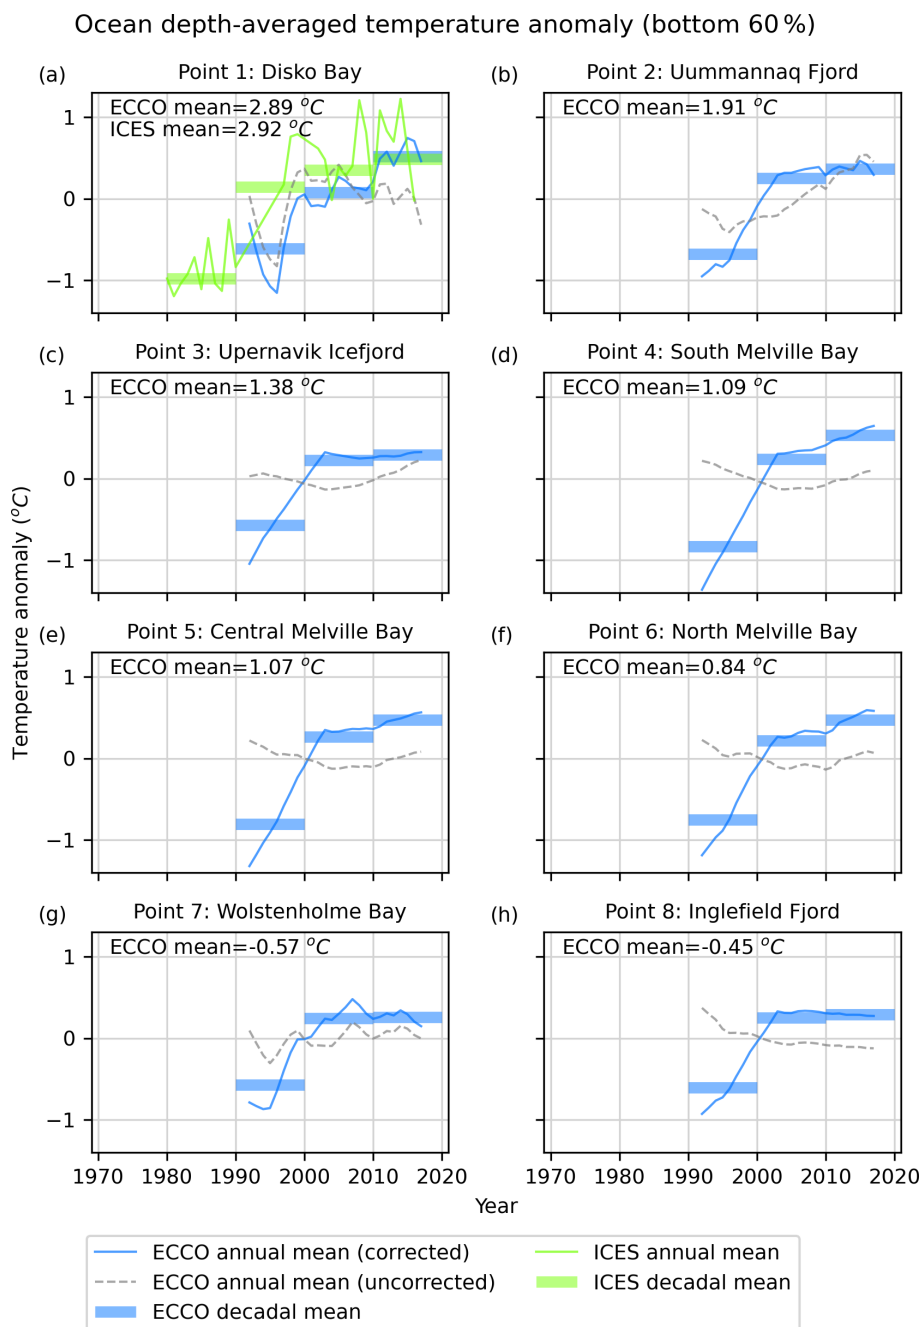 Ocean depth-averaged temperature anomaly (bottom 60 %)
(a) Point 1: Disko Bay
ECCO mean=2.89 °C
ICES mean=2.92 °C
1
0
−1
(b) Point 2: Uummannaq Fjord
ECCO mean=1.91 °C
(c) Point 3: Upernavik Icefjord
ECCO mean=1.38 °C
1
0
−1
(d) Point 4: South Melville Bay
ECCO mean=1.09 °C
Temperature anomaly (°C)
(e) Point 5: Central Melville Bay
ECCO mean=1.07 °C
1
0
−1
(f) Point 6: North Melville Bay
ECCO mean=0.84 °C
(g) Point 7: Wolstenholme Bay
ECCO mean=-0.57 °C
1
0
−1
1970 1980 1990 2000 2010 2020
(h) Point 8: Inglefield Fjord
ECCO mean=-0.45 °C
1970 1980 1990 2000 2010 2020
Year
ECCO annual mean (corrected)
ECCO annual mean (uncorrected)
ECCO decadal mean
ICES annual mean
ICES decadal mean